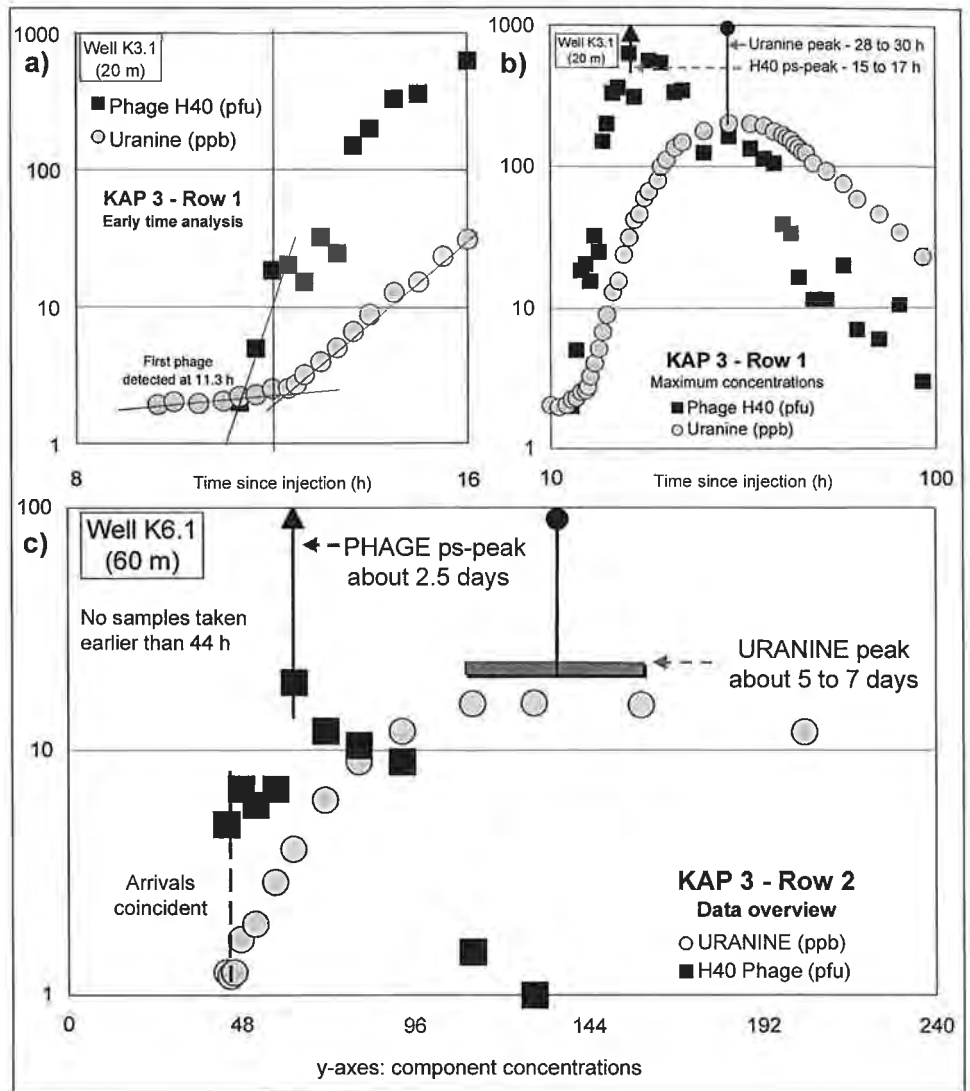 a)
1000
100
10
1
Well K3.1
(20 m)
Phage H40 (pfu)
Uranine (ppb)
KAP 3 - Row 1
Early time analysis
First phage
detected at 11.3 h
8
16
Time since injection (h)
b)
1000
100
10
1
Well K3.1
(20 m)
Uranine peak - 28 to 30 h
H40 ps-peak - 15 to 17 h
KAP 3 - Row 1
Maximum concentrations
Phage H40 (pfu)
Uranine (ppb)
10
100
Time since injection (h)
c)
100
10
1
Well K6.1
(60 m)
No samples taken
earlier than 44 h
PHAGE ps-peak
about 2.5 days
URANINE peak
about 5 to 7 days
Arrivals
coincident
KAP 3 - Row 2
Data overview
URANINE (ppb)
H40 Phage (pfu)
0
48
96
144
192
240
y-axes: component concentrations